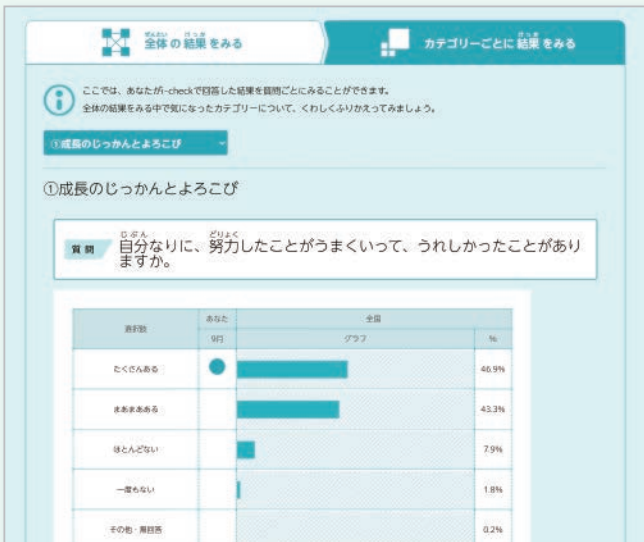 全体の結果をみる
カテゴリーごとに結果をみる
ここでは、あなたがi-checkで回答した結果を質問ごとにみることができます。
全体の結果をみる中で気になったカテゴリーについて、くわしくふりかえってみましょう。
①成長のじっかんとよろこび
①成長のじっかんとよろこび
質問 自分なりに、努力したことがうまくいって、うれしかったことがあり
ますか。
選択肢 あなた 全国
9月 グラフ %
たくさんある 46.9%
まあまあある 43.3%
ほとんどない 7.9%
一度もない 1.8%
その他・無回答 0.2%